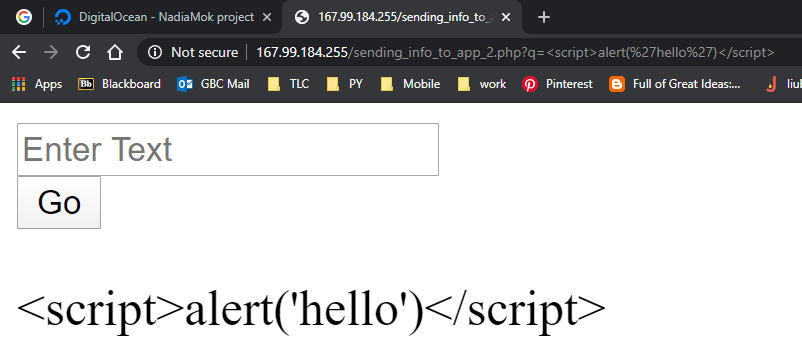 DigitalOcean - NadiaMok project
167.99.184.255/sending_info_to_a
Not secure 167.99.184.255/sending_info_to_app_2.php?q=<script>alert(%27hello%27)</script>
Apps Bb Blackboard GBC Mail TLC PY Mobile work Pinterest Full of Great Ideas:... liul
Enter Text
Go
<script>alert('hello')</script>